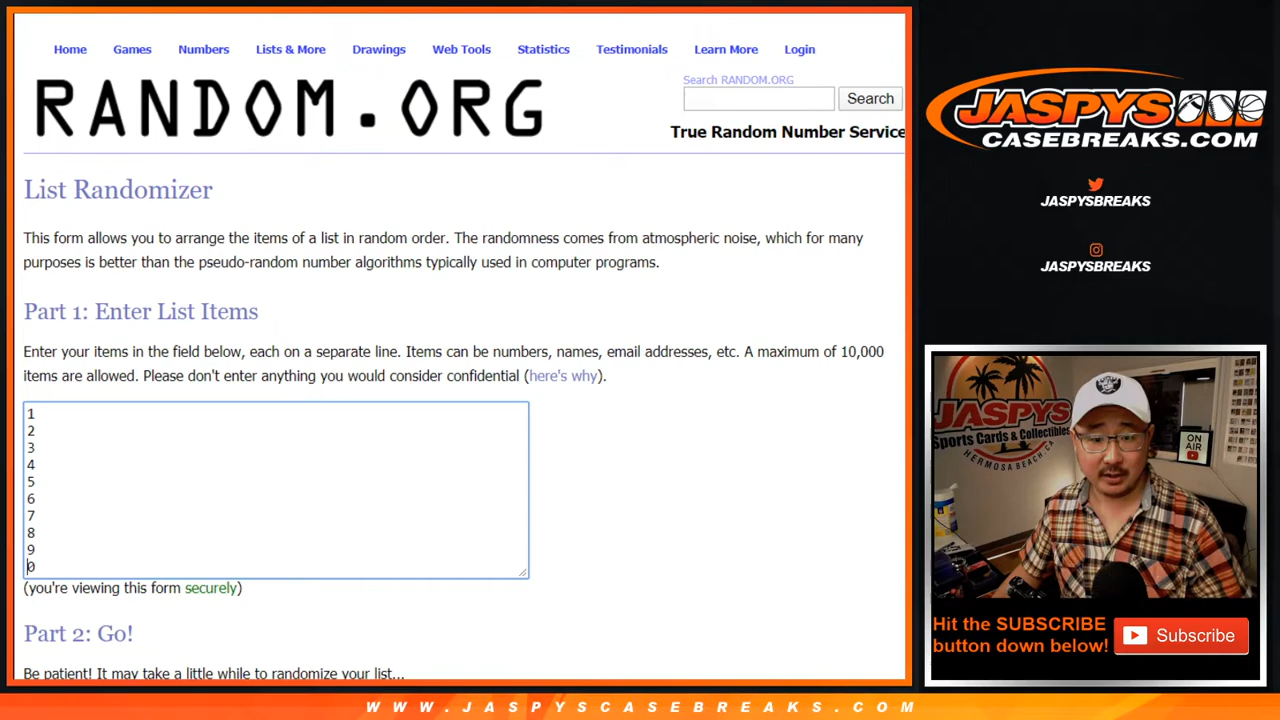 Home Games Numbers Lists & More Drawings Web Tools Statistics Testimonials Learn More Login
RANDOM.ORG
Search RANDOM.ORG
Search
True Random Number Service
List Randomizer
This form allows you to arrange the items of a list in random order. The randomness comes from atmospheric noise, which for many
purposes is better than the pseudo-random number algorithms typically used in computer programs.
Part 1: Enter List Items
Enter your items in the field below, each on a separate line. Items can be numbers, names, email addresses, etc. A maximum of 10,000
items are allowed. Please don't enter anything you would consider confidential (here's why).
1
2
3
4
5
6
7
8
9
0
(you're viewing this form securely)
Part 2: Go!
Be patient! It may take a little while to randomize your list...
JASPYS
CASEBREAKS.COM
JASPYSBREAKS
JASPYSBREAKS
JASPYS
Sports Cards & Collectibles
HERMOSA BEACH, CA
ON
AIR
Hit the SUBSCRIBE
button down below!
Subscribe
WWW.JASPYSCASEBREAKS.COM